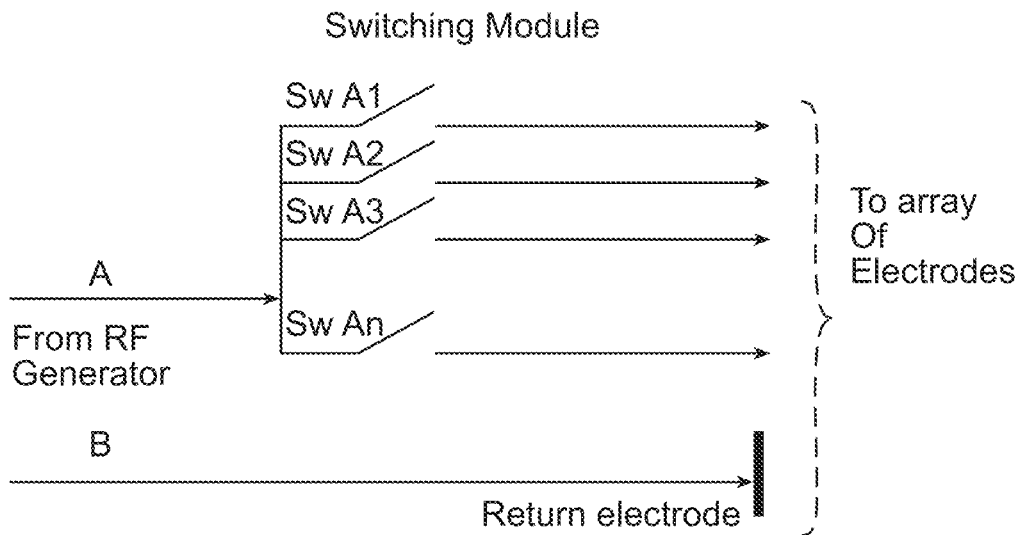 Switching Module
Sw A1
Sw A2
Sw A3
Sw An
A
From RF
Generator
B
Return electrode
To array
Of
Electrodes